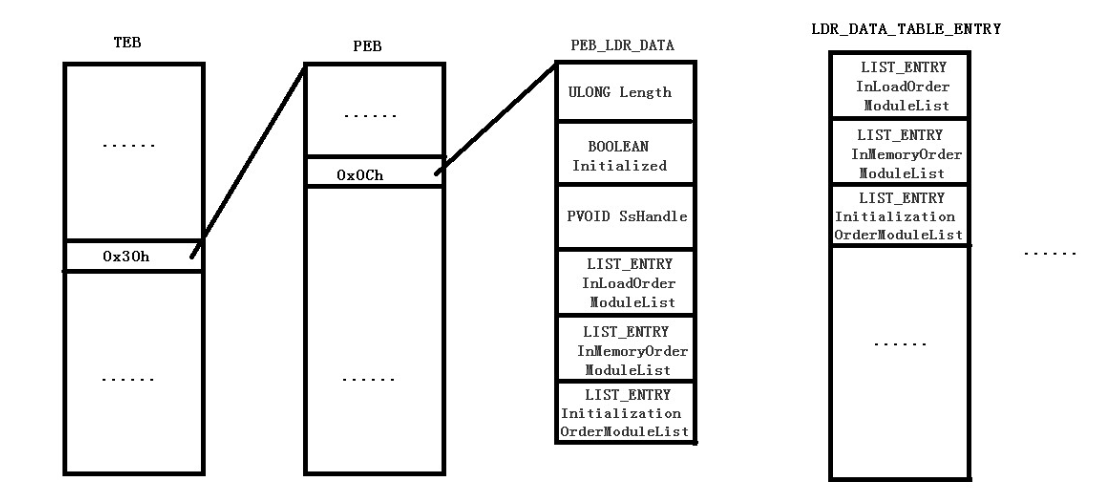 TEB
......
0x30h
......
PEB
......
0x0Ch
......
PEB_LDR_DATA
ULONG Length
BOOLEAN
Initialized
PVOID SsHandle
LIST_ENTRY
InLoadOrder
ModuleList
LIST_ENTRY
InMemoryOrder
ModuleList
LIST_ENTRY
Initialization
OrderModuleList
LDR_DATA_TABLE_ENTRY
LIST_ENTRY
InLoadOrder
ModuleList
LIST_ENTRY
InMemoryOrder
ModuleList
LIST_ENTRY
Initialization
OrderModuleList
......
......